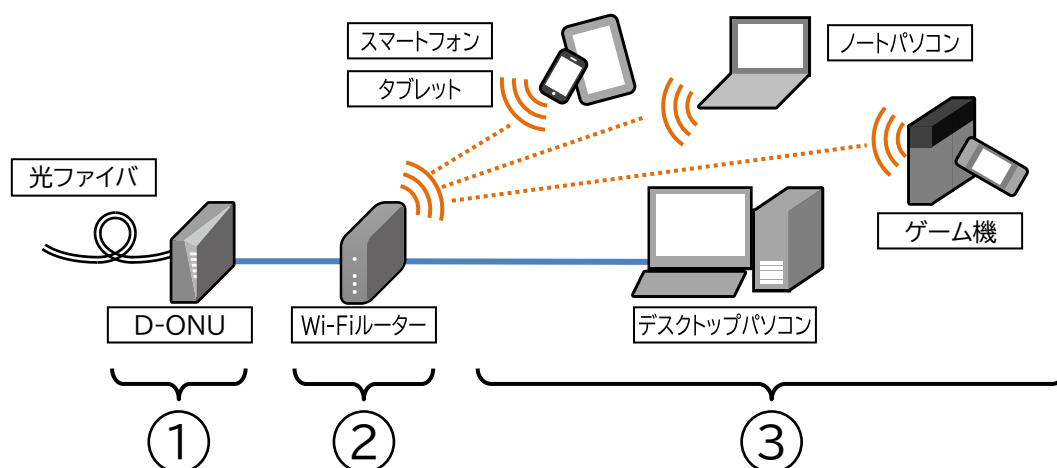 スマートフォン
タブレット
ノートパソコン
光ファイバ
ゲーム機
D-ONU
Wi-Fiルーター
デスクトップパソコン
①
②
③